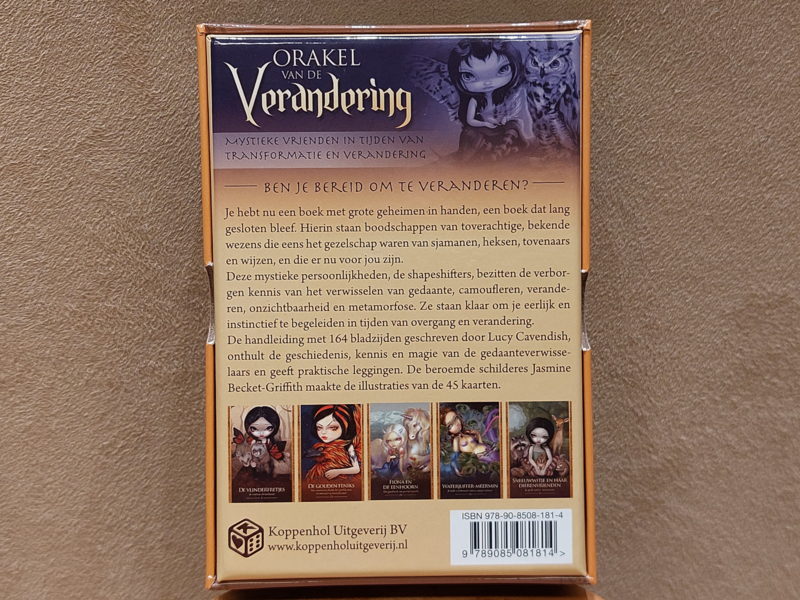 ORAKEL
VAN DE
Verandering
MYSTIEKE VRIENDEN IN TIJDEN VAN
TRANSFORMATIE EN VERANDERING
BEN JE BEREID OM TE VERANDEREN?
Je hebt nu een boek met grote geheimen in handen, een boek dat lang
gesloten bleef. Hierin staan boodschappen van toverachtige, bekende
wezens die eens het gezelschap waren van sjamanen, heksen, tovenaars
en wijzen, en die er nu voor jou zijn.
Deze mystieke persoonlijkheden, de shapeshifters, bezitten de verbor-
gen kennis van het verwisselen van gedaante, camoufleren, verande-
ren, onzichtbaarheid en metamorfose. Ze staan klaar om je eerlijk en
instinctief te begeleiden in tijden van overgang en verandering.
De handleiding met 164 bladzijden geschreven door Lucy Cavendish,
onthult de geschiedenis, kennis en magie van de gedaanteverwisse-
laars en geeft praktische leggingen. De beroemde schilderes Jasmine
Becket-Griffith maakte de illustraties van de 45 kaarten.
DE VLINDERFRETJES
DE GOUDEN FENIKS
FIONA EN
DE EENHOORN
WATERJUFFER-MEERMIN
SNEEUWWITJE EN HAAR
DIERENVRIENDEN
Koppenhol Uitgeverij BV
www.koppenholuitgeverij.nl
ISBN 978-90-8508-181-4
9 789085 081814 >